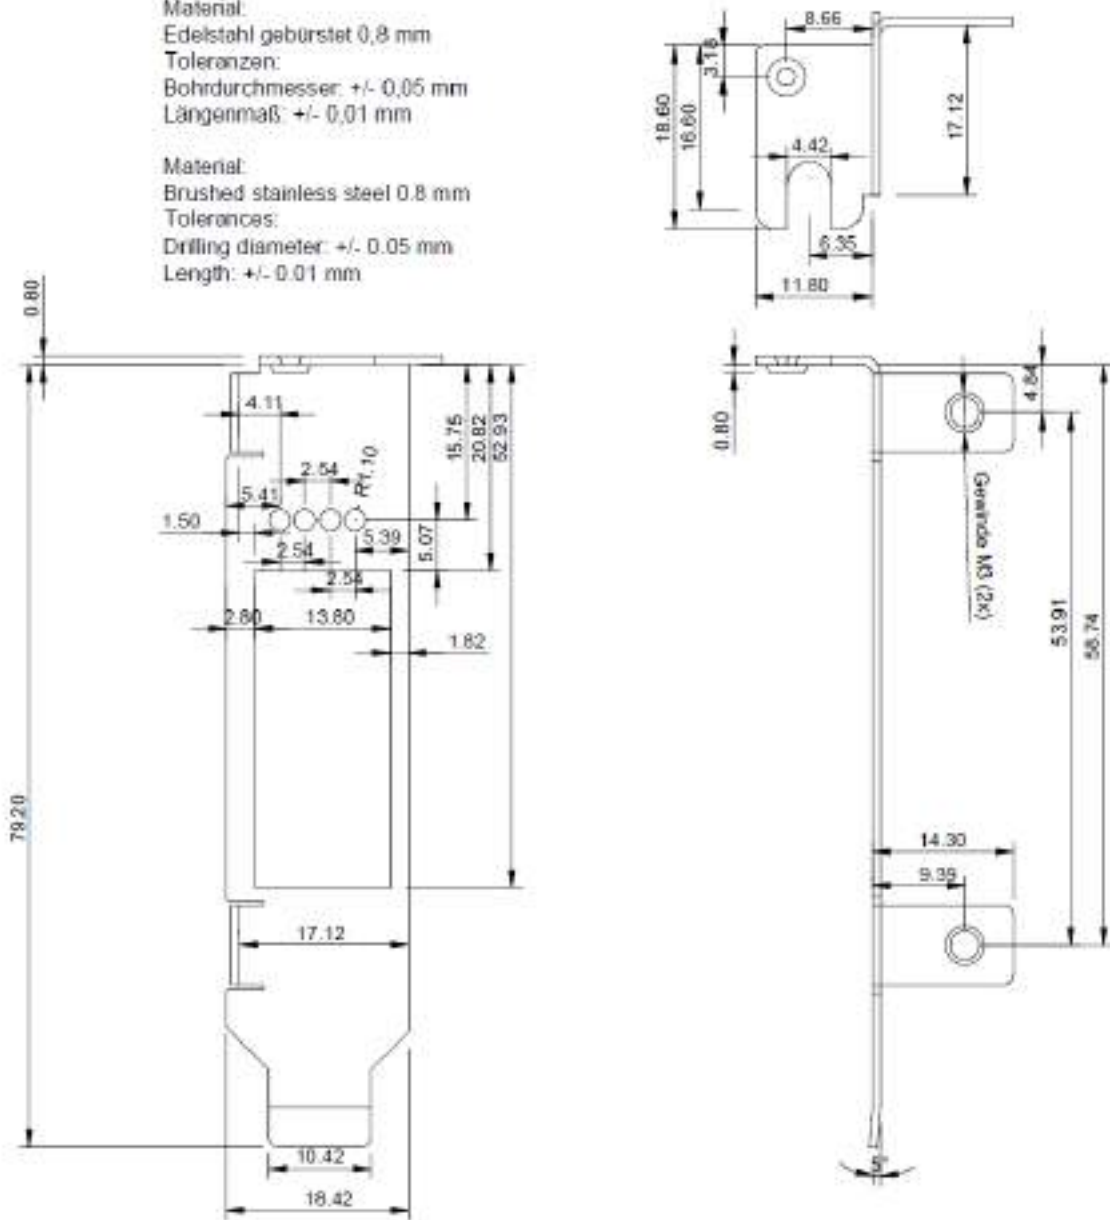 Material:
Edelstahl gebürstet 0,8 mm
Toleranzen:
Bohrdurchmesser: +/- 0,05 mm
Längenmaß: +/- 0,01 mm
Material:
Brushed stainless steel 0.8 mm
Tolerances:
Drilling diameter: +/- 0.05 mm
Length: +/- 0.01 mm
8.66
3.18
18.60
16.60
4.42
17.12
6.35
11.80
0.80
4.11
15.75
20.82
52.93
2.54
R1.10
5.41
1.50
5.39
5.07
2.54
2.54
2.80
13.80
1.82
79.20
17.12
10.42
18.42
0.80
4.84
Gewinde M3 (2x)
53.91
58.74
14.30
9.39
5°